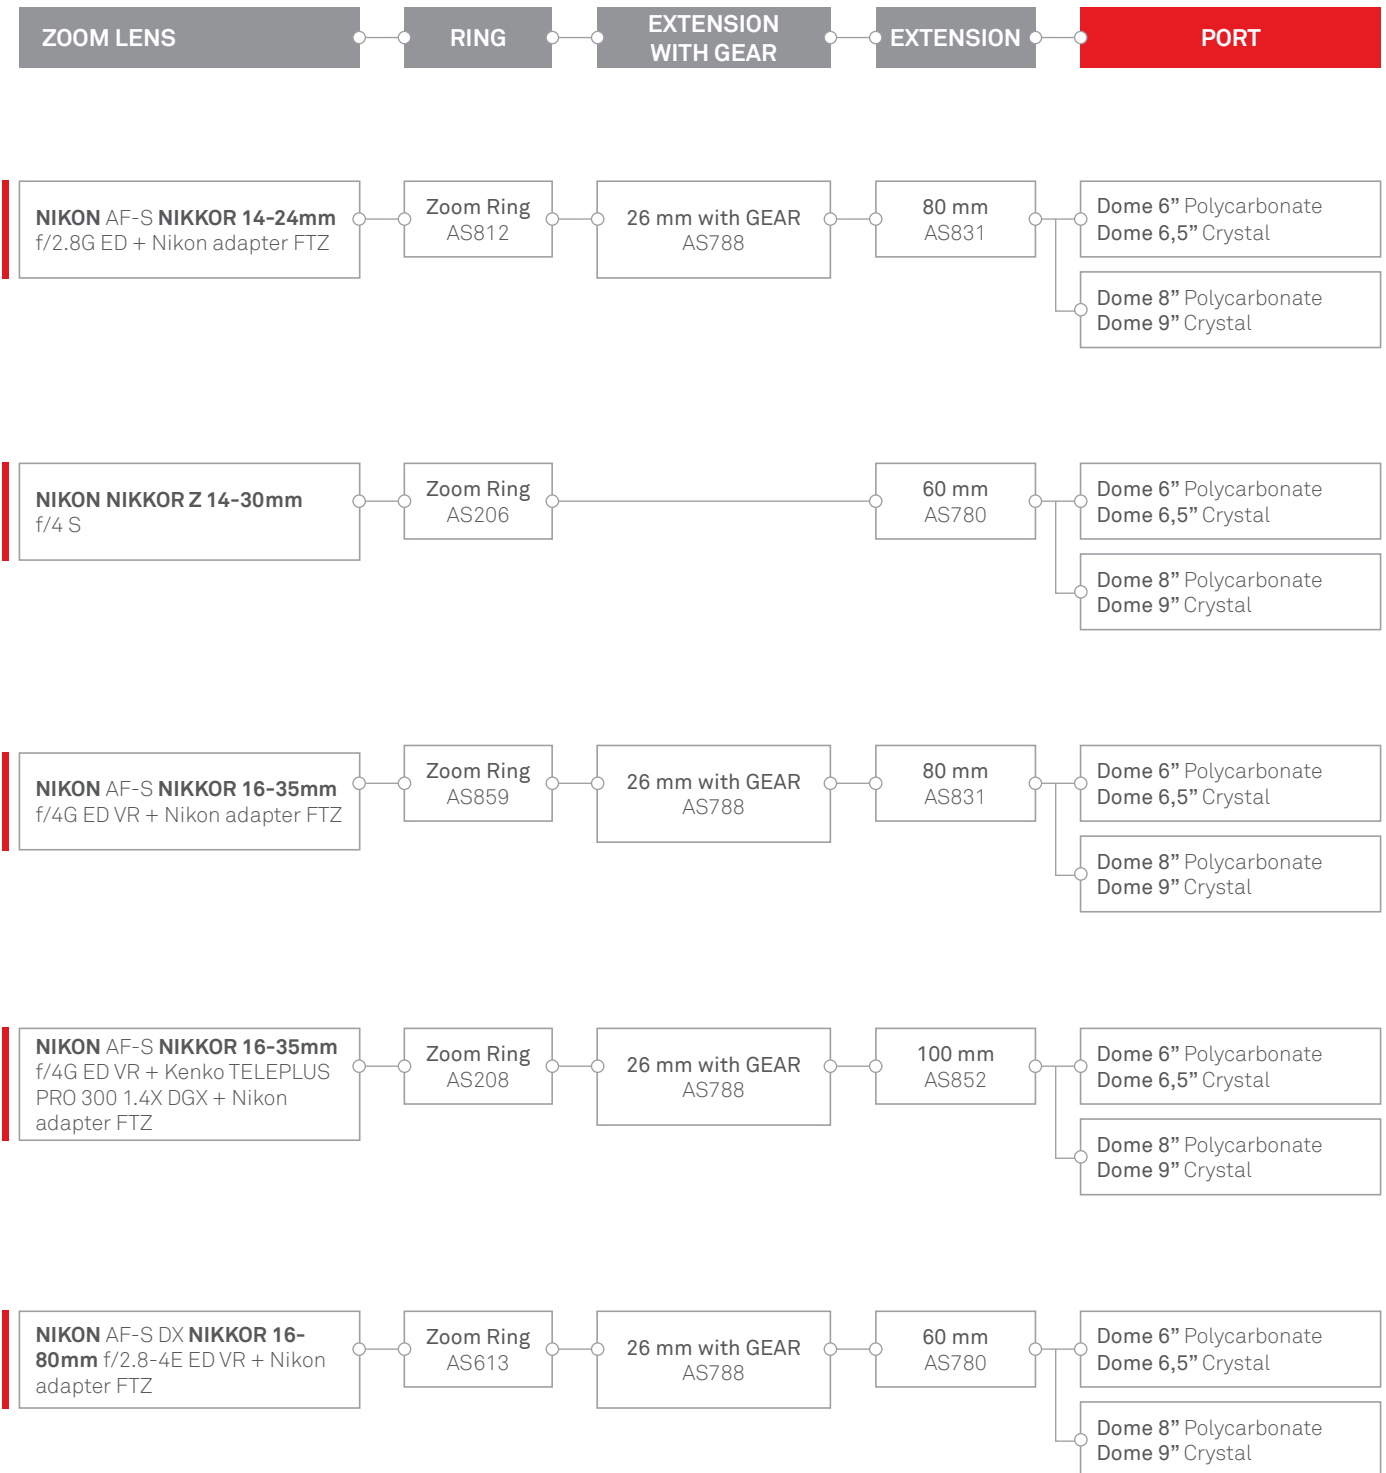 ZOOM LENS
RING
EXTENSION
WITH GEAR
EXTENSION
PORT
NIKON AF-S NIKKOR 14-24mm
f/2.8G ED + Nikon adapter FTZ
Zoom Ring
AS812
26 mm with GEAR
AS788
80 mm
AS831
Dome 6” Polycarbonate
Dome 6,5” Crystal
Dome 8” Polycarbonate
Dome 9” Crystal
NIKON NIKKOR Z 14-30mm
f/4 S
Zoom Ring
AS206
60 mm
AS780
Dome 6” Polycarbonate
Dome 6,5” Crystal
Dome 8” Polycarbonate
Dome 9” Crystal
NIKON AF-S NIKKOR 16-35mm
f/4G ED VR + Nikon adapter FTZ
Zoom Ring
AS859
26 mm with GEAR
AS788
80 mm
AS831
Dome 6” Polycarbonate
Dome 6,5” Crystal
Dome 8” Polycarbonate
Dome 9” Crystal
NIKON AF-S NIKKOR 16-35mm
f/4G ED VR + Kenko TELEPLUS
PRO 300 1.4X DGX + Nikon
adapter FTZ
Zoom Ring
AS208
26 mm with GEAR
AS788
100 mm
AS852
Dome 6” Polycarbonate
Dome 6,5” Crystal
Dome 8” Polycarbonate
Dome 9” Crystal
NIKON AF-S DX NIKKOR 16-
80mm f/2.8-4E ED VR + Nikon
adapter FTZ
Zoom Ring
AS613
26 mm with GEAR
AS788
60 mm
AS780
Dome 6” Polycarbonate
Dome 6,5” Crystal
Dome 8” Polycarbonate
Dome 9” Crystal